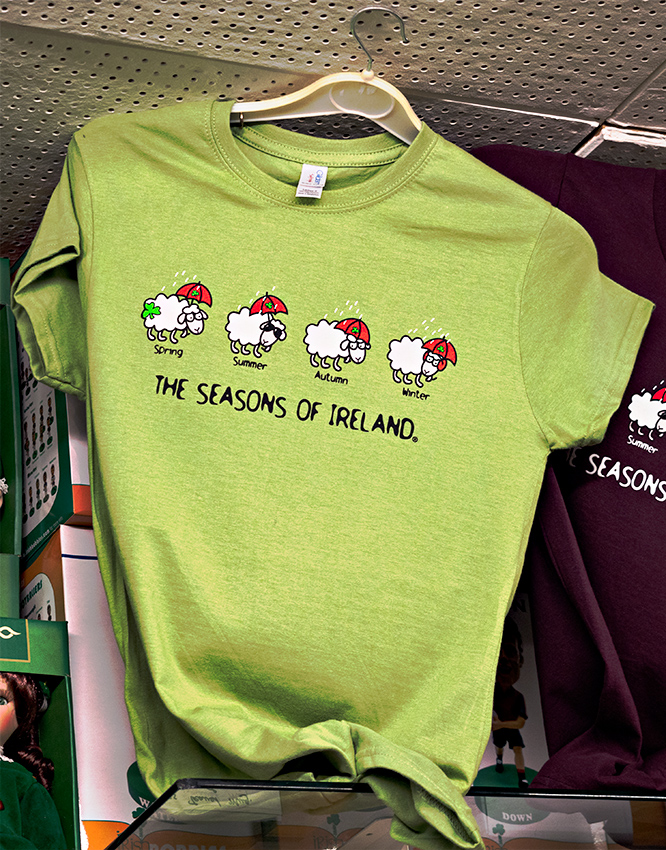 Spring
Summer
Autumn
Winter
THE SEASONS OF IRELAND®
Summer
E SEASONS
DOWN